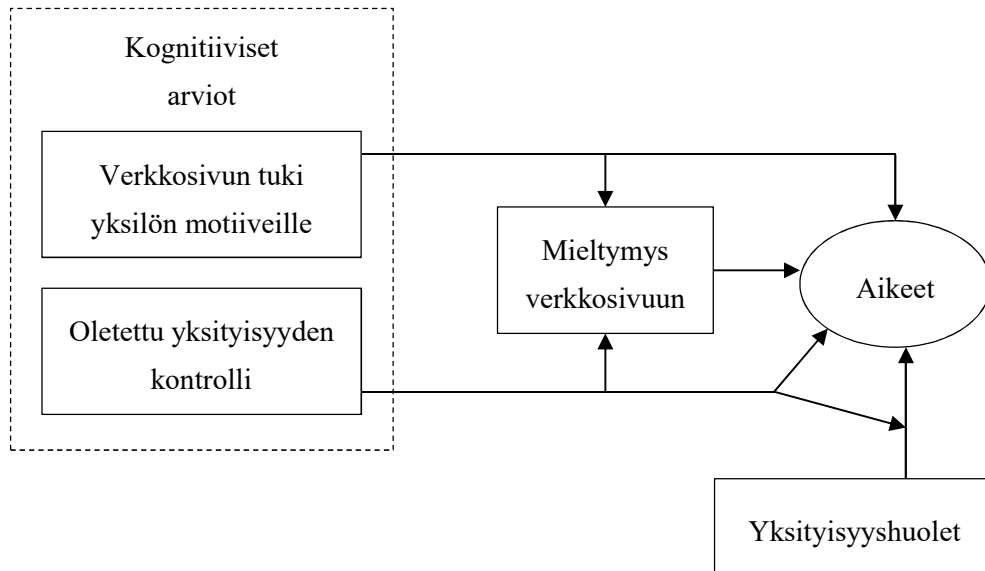 Kognitiiviset
arviot
Verkkosivun tuki
yksilön motiiveille
Mieltymys
verkkosivuun
Aikeet
Oletettu yksityisyyden
kontrolli
Yksityisyyshuolet